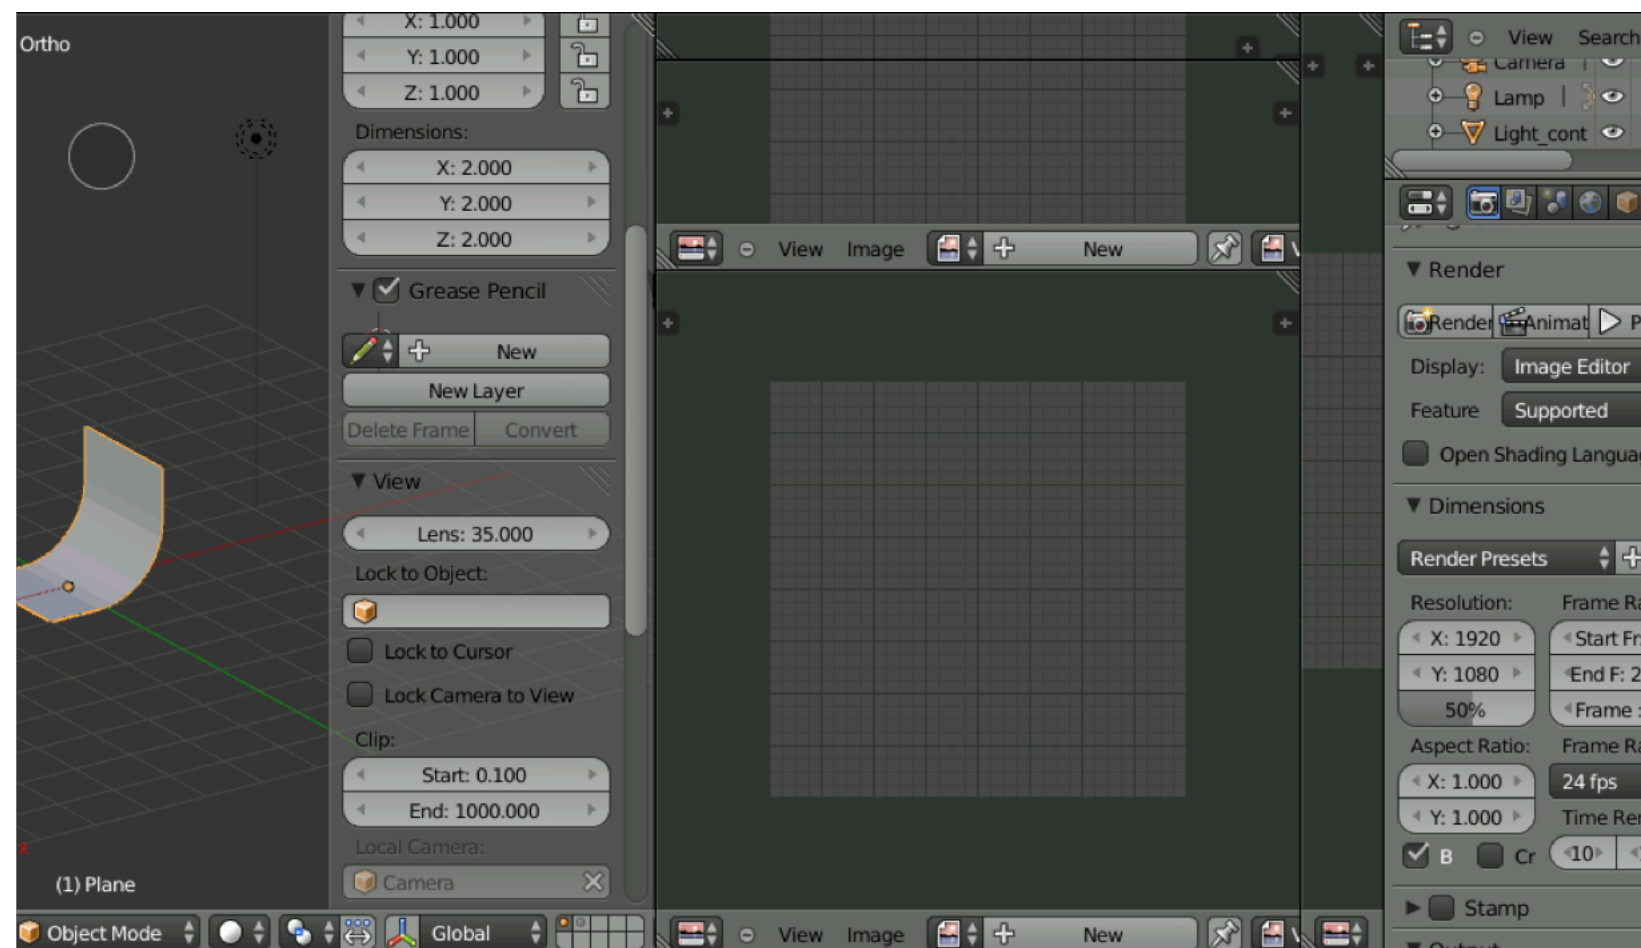 Ortho
X: 1.000
Y: 1.000
Z: 1.000
Dimensions:
X: 2.000
Y: 2.000
Z: 2.000
Grease Pencil
New
New Layer
Delete Frame
Convert
View
Lens: 35.000
Lock to Object:
Lock to Cursor
Lock Camera to View
Clip:
Start: 0.100
End: 1000.000
Local Camera:
Camera
(1) Plane
Object Mode
Global
View Image New
View Image New
View Search
Camera
Lamp
Light_cont
Render
Render Animat P
Display: Image Editor
Feature Supported
Open Shading Languag
Dimensions
Render Presets
Resolution: Frame Ra
X: 1920 Start Fr
Y: 1080 End F: 2
50% Frame :
Aspect Ratio: Frame Ra
X: 1.000 24 fps
Y: 1.000 Time Rer
B Cr 10
Stamp